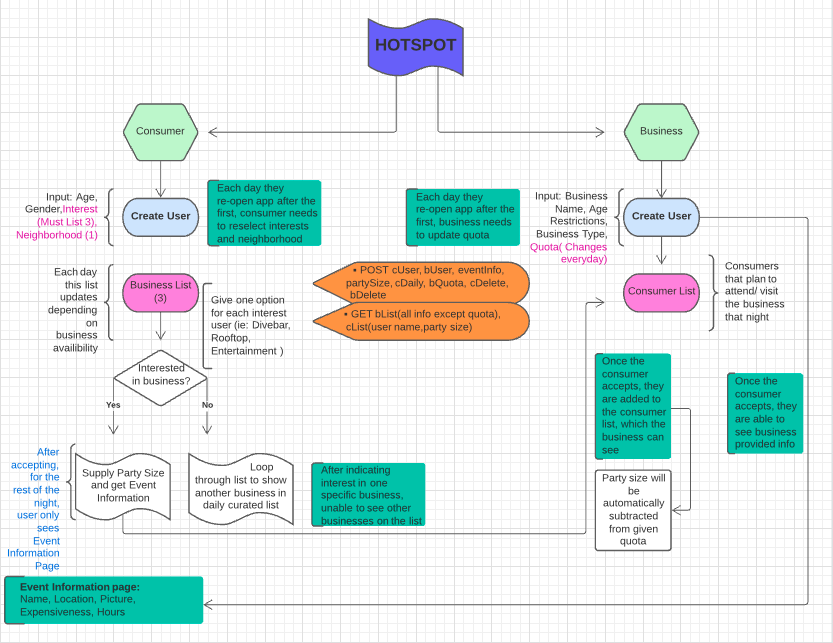 HOTSPOT
Consumer
Business
Input: Age,
Gender,Interest
(Must List 3),
Neighborhood (1)
Create User
Each day they
re-open app after the
first, consumer needs
to reselect interests
and neighborhood
Each day they
re-open app after the
first, business needs
to update quota
Input: Business
Name, Age
Restrictions,
Business Type,
Quota( Changes
everyday)
Create User
Each day
this list
updates
depending
on
business
availibility
Business List
(3)
Give one option
for each interest
user (ie: Divebar,
Rooftop,
Entertainment )
• POST cUser, bUser, eventInfo,
partySize, cDaily, bQuota, cDelete,
bDelete
• GET bList(all info except quota),
cList(user name,party size)
Consumer List
Consumers
that plan to
attend/ visit
the business
that night
Interested
in business?
Yes
No
Once the
consumer
accepts, they
are added to
the consumer
list, which the
business can
see
Once the
consumer
accepts, they
are able to
see business
provided info
After
accepting,
for the
rest of the
night,
user only
sees
Event
Information
Page
Supply Party Size
and get Event
Information
Loop
through list to show
another business in
daily curated list
After indicating
interest in one
specific business,
unable to see other
businesses on the list
Party size will
be
automatically
subtracted
from given
quota
Event Information page:
Name, Location, Picture,
Expensiveness, Hours